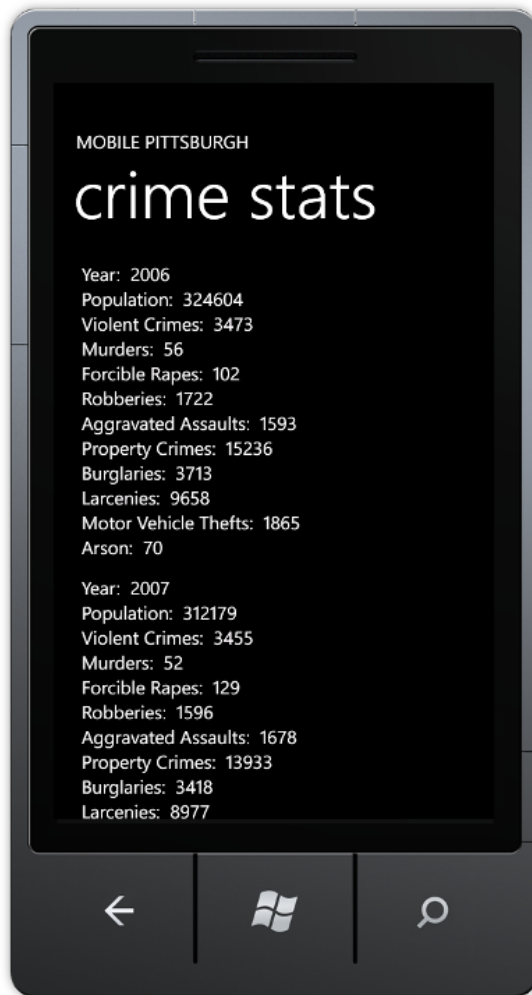 MOBILE PITTSBURGH
crime stats
Year: 2006
Population: 324604
Violent Crimes: 3473
Murders: 56
Forcible Rapes: 102
Robberies: 1722
Aggravated Assaults: 1593
Property Crimes: 15236
Burglaries: 3713
Larcenies: 9658
Motor Vehicle Thefts: 1865
Arson: 70
Year: 2007
Population: 312179
Violent Crimes: 3455
Murders: 52
Forcible Rapes: 129
Robberies: 1596
Aggravated Assaults: 1678
Property Crimes: 13933
Burglaries: 3418
Larcenies: 8977